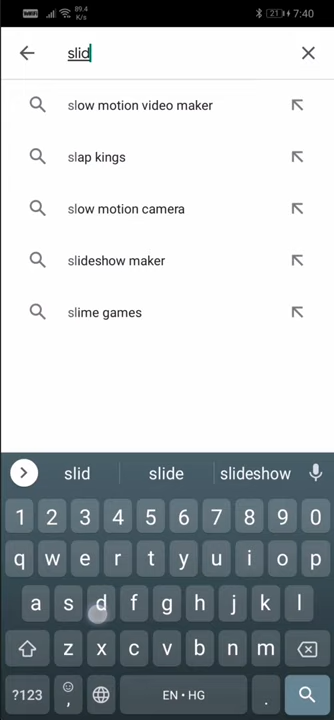 89.4 K/s 21 7:40
slid
slow motion video maker
slap kings
slow motion camera
slideshow maker
slime games
slid slide slideshow
1 2 3 4 5 6 7 8 9 0
q w e r t y u i o p
a s d f g h j k l
z x c v b n m
?123 , EN • HG .